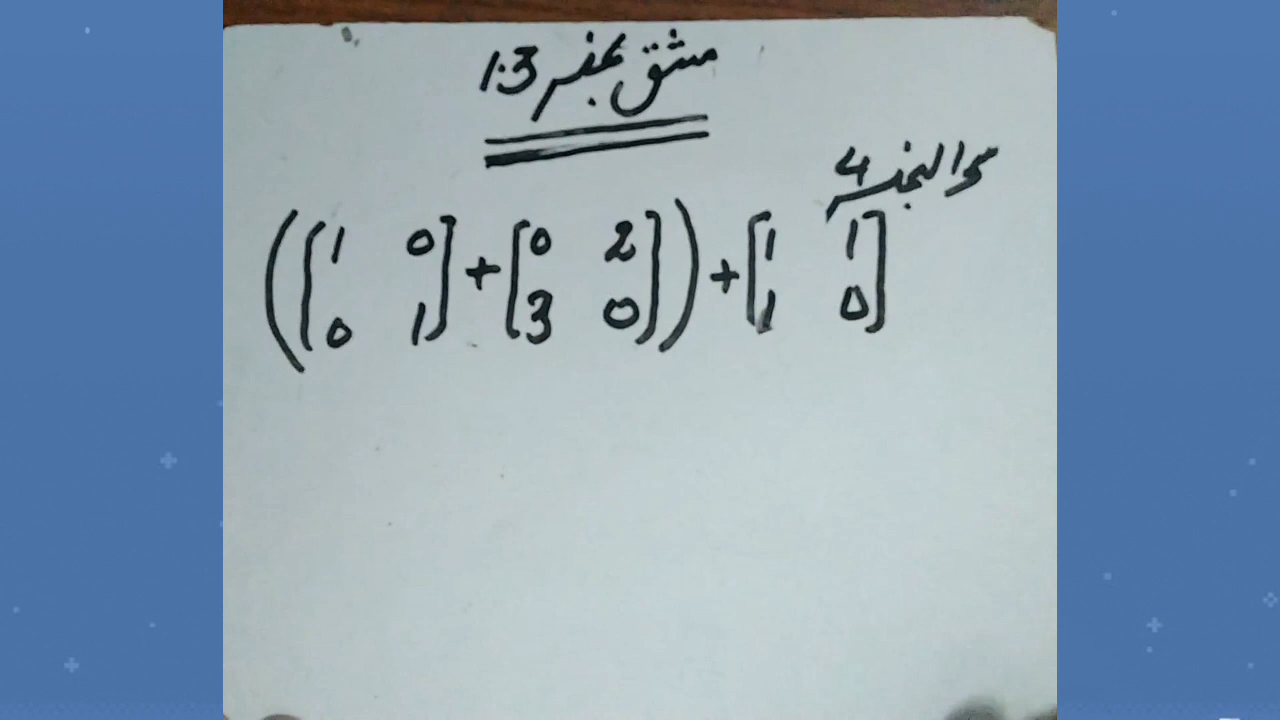 مشق نمبر 1.3
سوال نمبر 4
([1 0 0 1] + [0 2 3 0]) + [1 1 1 0]